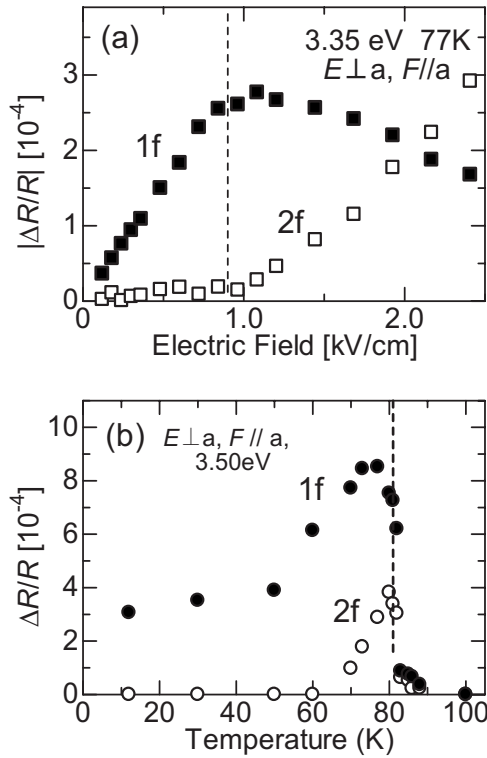 (a)
3.35 eV 77K
E⊥a, F//a
1f
2f
|ΔR/R| [10⁻⁴]
3
2
1
0
0 1.0 2.0
Electric Field [kV/cm]
(b)
E⊥a, F // a,
3.50eV
1f
2f
ΔR/R [10⁻⁴]
10
8
6
4
2
0
0 20 40 60 80 100
Temperature (K)